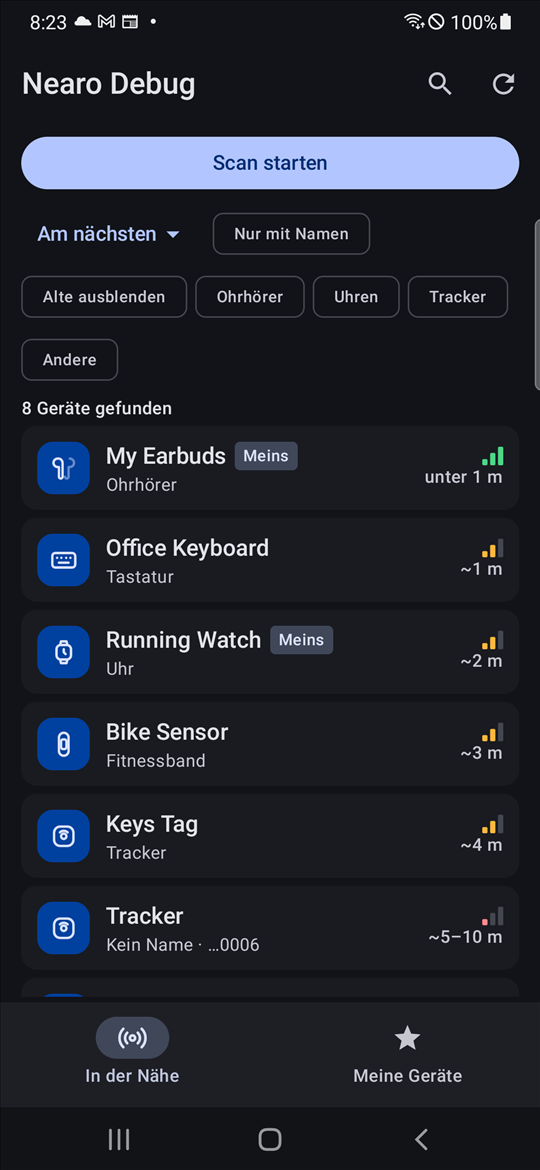 8:23 100%
Nearo Debug
Scan starten
Am nächsten Nur mit Namen
Alte ausblenden Ohrhörer Uhren Tracker
Andere
8 Geräte gefunden
My Earbuds Meins
Ohrhörer unter 1 m
Office Keyboard
Tastatur ~1 m
Running Watch Meins
Uhr ~2 m
Bike Sensor
Fitnessband ~3 m
Keys Tag
Tracker ~4 m
Tracker
Kein Name · …0006 ~5–10 m
In der Nähe Meine Geräte